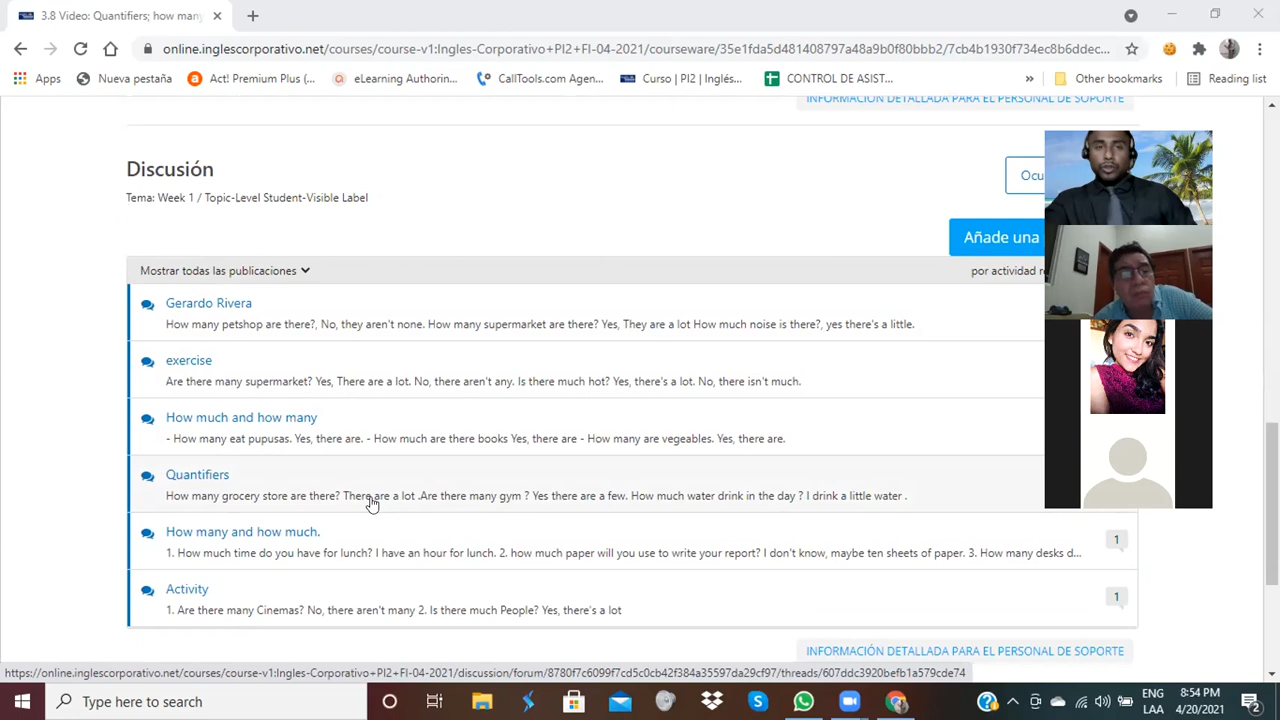 3.8 Video: Quantifiers; how many
online.inglescorporativo.net/courses/course-v1:Ingles-Corporativo+PI2+FI-04-2021/courseware/35e1fda5d481408797a48a9b0f80bbb2/7cb4b1930f734ec8b6ddec...
Apps
Nueva pestaña
Act! Premium Plus (...
eLearning Authorin...
CallTools.com Agen...
Curso | PI2 | Inglés...
CONTROL DE ASIST...
»
Other bookmarks
Reading list
INFORMACIÓN DETALLADA PARA EL PERSONAL DE SOPORTE
Discusión
Ocu
Tema: Week 1 / Topic-Level Student-Visible Label
Añade una
Mostrar todas las publicaciones
por actividad re
Gerardo Rivera
How many petshop are there?, No, they aren't none. How many supermarket are there? Yes, They are a lot How much noise is there?, yes there's a little.
exercise
Are there many supermarket? Yes, There are a lot. No, there aren't any. Is there much hot? Yes, there's a lot. No, there isn't much.
How much and how many
- How many eat pupusas. Yes, there are. - How much are there books Yes, there are - How many are vegeables. Yes, there are.
Quantifiers
How many grocery store are there? There are a lot .Are there many gym ? Yes there are a few. How much water drink in the day ? I drink a little water .
How many and how much.
1
1. How much time do you have for lunch? I have an hour for lunch. 2. how much paper will you use to write your report? I don't know, maybe ten sheets of paper. 3. How many desks d...
Activity
1
1. Are there many Cinemas? No, there aren't many 2. Is there much People? Yes, there's a lot
INFORMACIÓN DETALLADA PARA EL PERSONAL DE SOPORTE
https://online.inglescorporativo.net/courses/course-v1:Ingles-Corporativo+PI2+FI-04-2021/discussion/forum/8780f7c6099f7cd5c0cb42f384a35597da29cf97/threads/607ddc3920befb1a579cde74
Type here to search
ENG
LAA
8:54 PM
4/20/2021
2